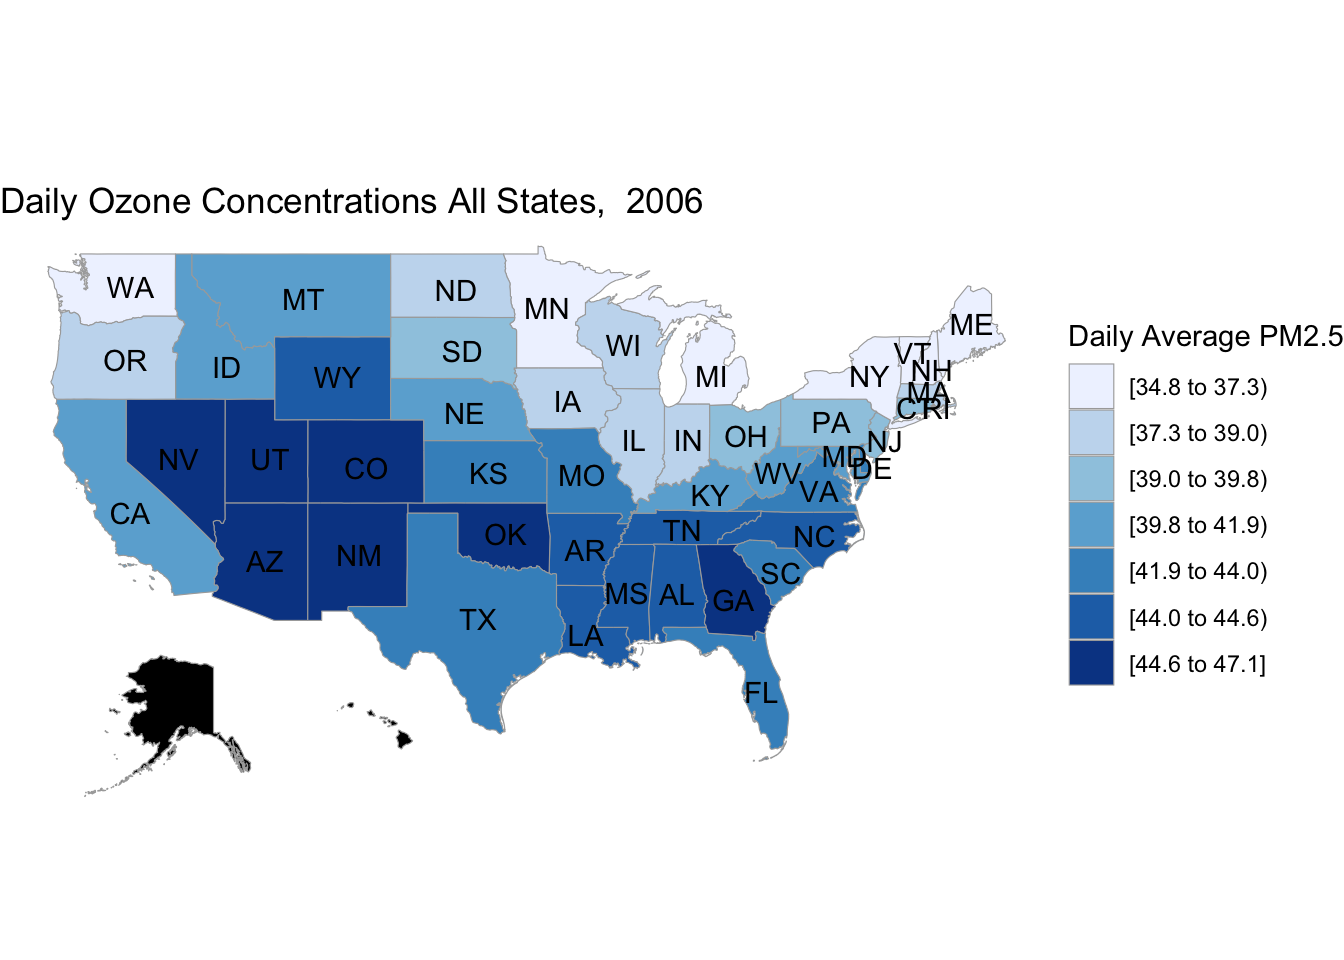 Daily Ozone Concentrations All States,  2006
WA
MT
ND
MN
ME
OR
ID
SD
WI
VT
NH
WY
MI
NY
MA
NE
IA
CT
RI
NV
UT
CO
KS
MO
IL
IN
OH
PA
NJ
MD
DE
WV
VA
KY
CA
AZ
NM
OK
AR
TN
NC
SC
TX
MS
AL
GA
LA
FL
Daily Average PM2.5
[34.8 to 37.3)
[37.3 to 39.0)
[39.0 to 39.8)
[39.8 to 41.9)
[41.9 to 44.0)
[44.0 to 44.6)
[44.6 to 47.1]